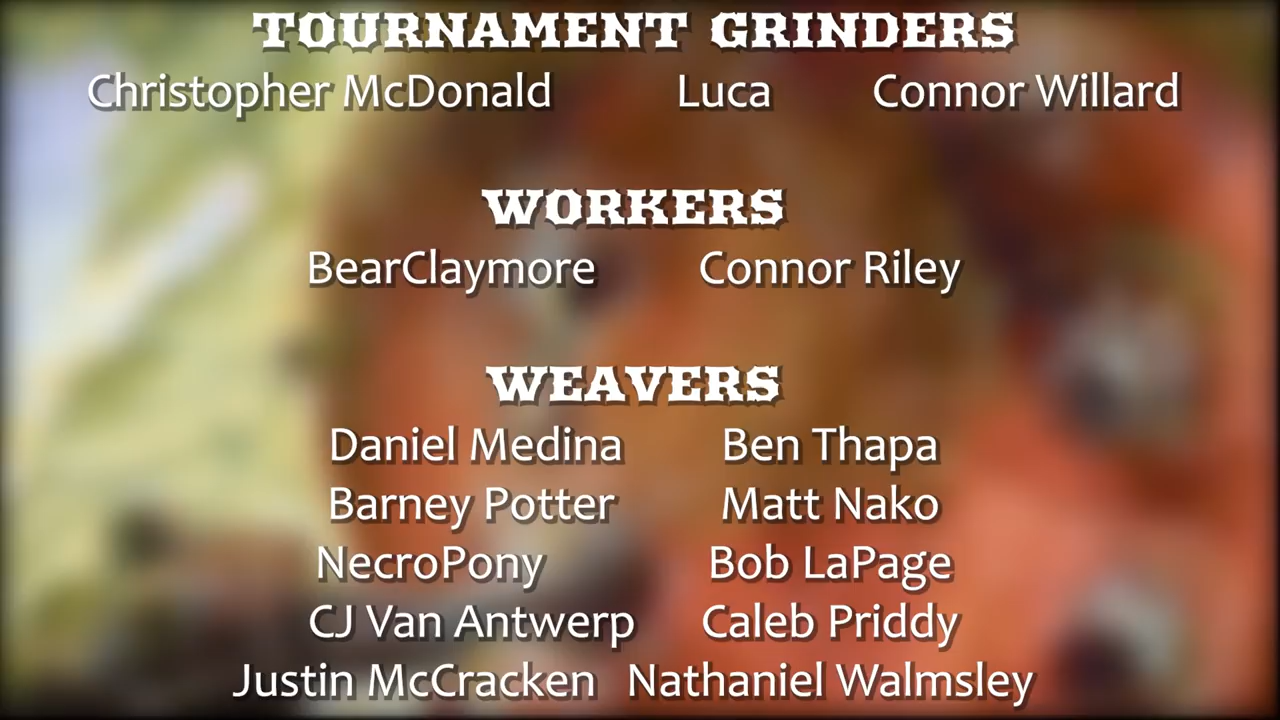 TOURNAMENT GRINDERS
Christopher McDonald Luca Connor Willard
WORKERS
BearClaymore Connor Riley
WEAVERS
Daniel Medina Ben Thapa
Barney Potter Matt Nako
NecroPony Bob LaPage
CJ Van Antwerp Caleb Priddy
Justin McCracken Nathaniel Walmsley